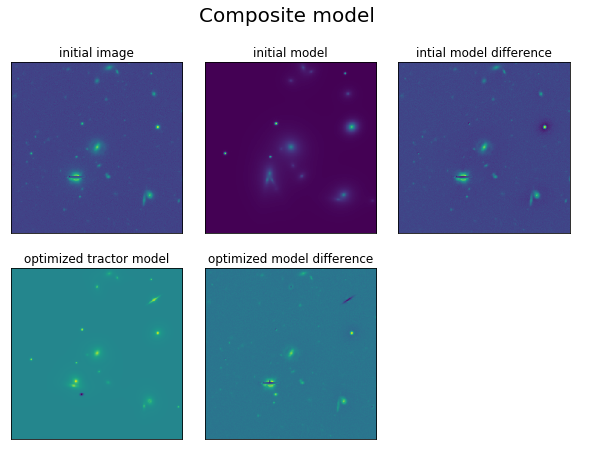 Composite model
initial image
initial model
intial model difference
optimized tractor model
optimized model difference